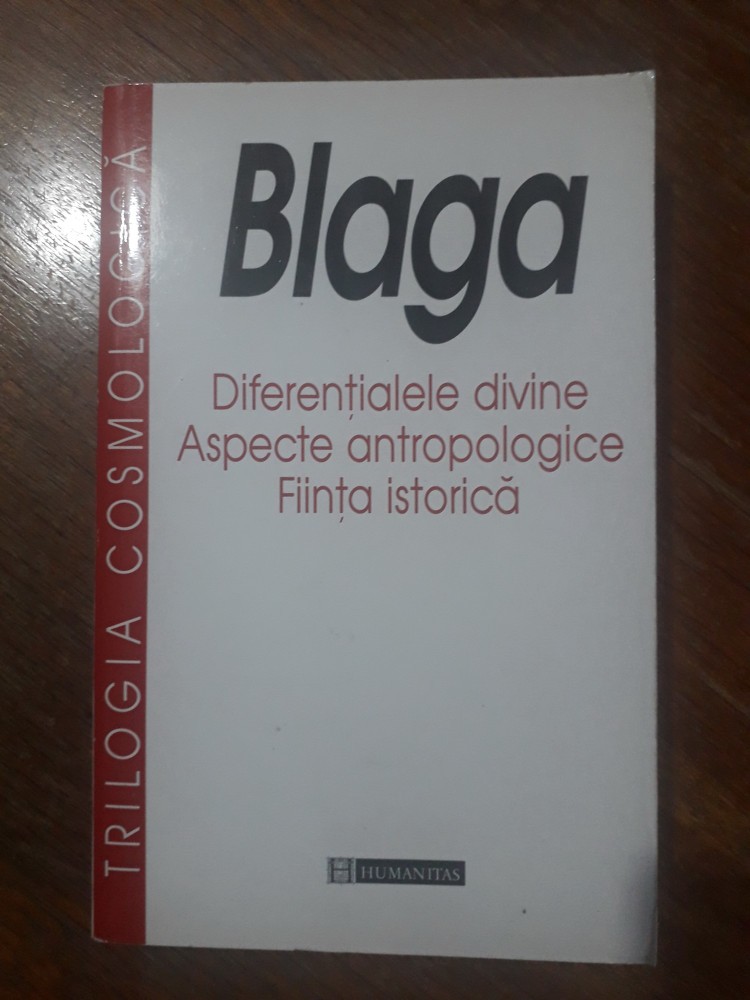 TRILOGIA COSMOLOGICĂ
Blaga
Diferențialele divine
Aspecte antropologice
Ființa istorică
H HUMANITAS